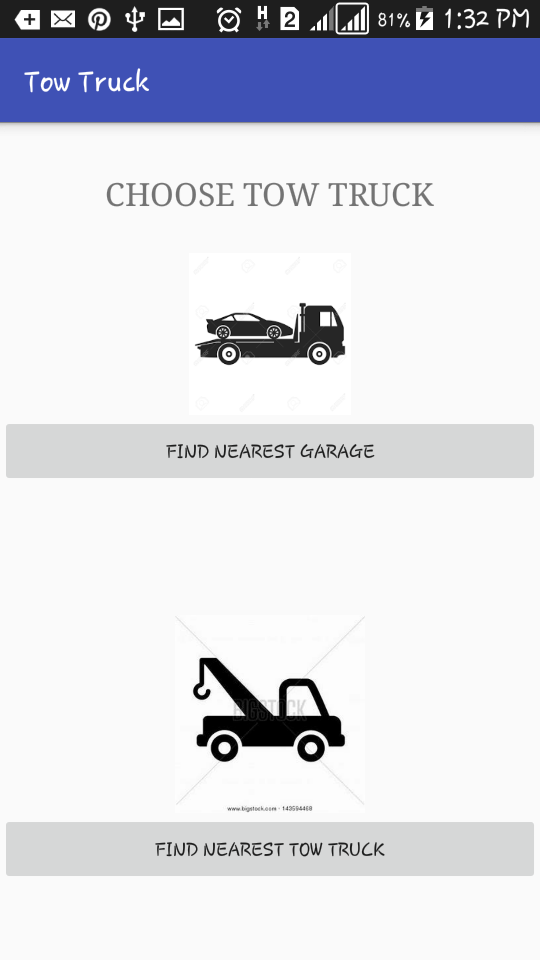 H 2 81% 1:32 PM
Tow Truck
CHOOSE TOW TRUCK
FIND NEAREST GARAGE
BIGSTOCK
www.bigstock.com · 143594468
FIND NEAREST TOW TRUCK